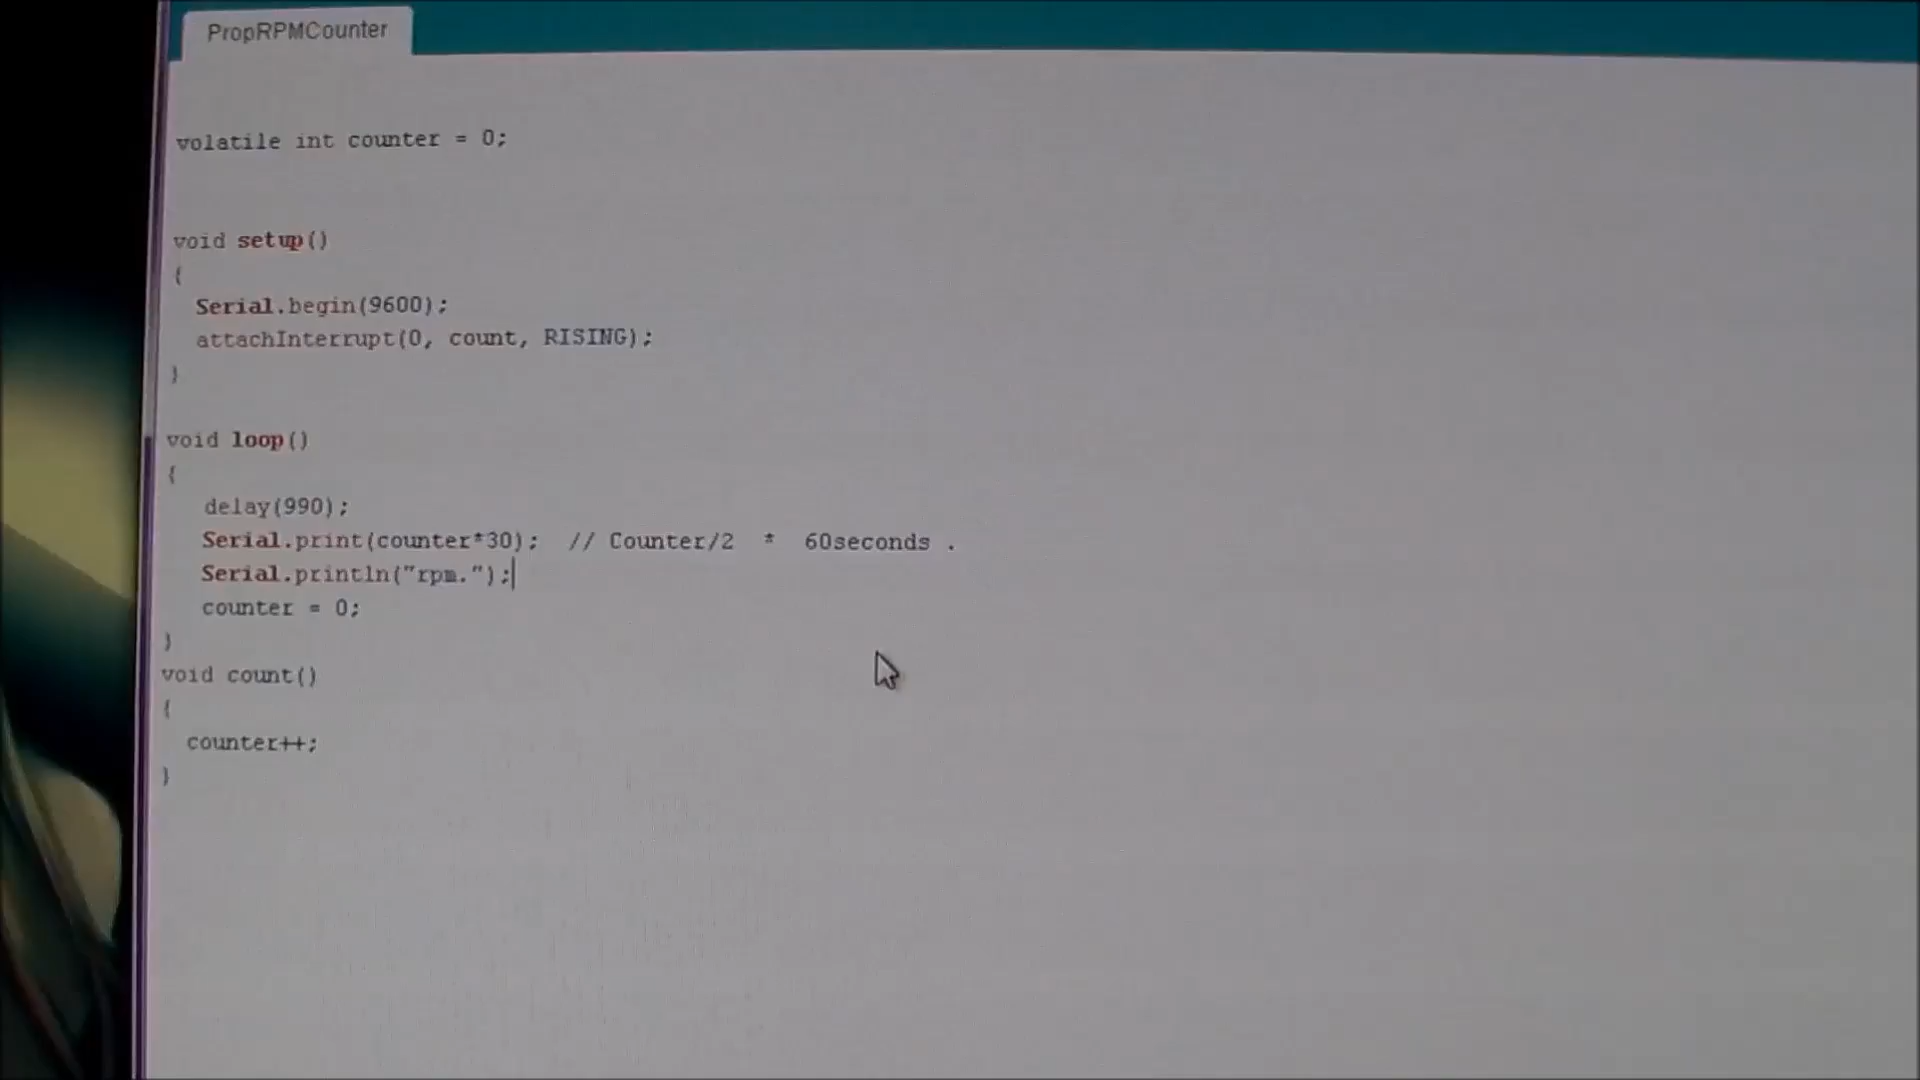 PropRPMCounter
volatile int counter = 0;
void setup()
{
Serial.begin(9600);
attachInterrupt(0, count, RISING);
}
void loop()
{
delay(990);
Serial.print(counter*30); // Counter/2 * 60seconds .
Serial.println("rpm.");
counter = 0;
}
void count()
{
counter++;
}